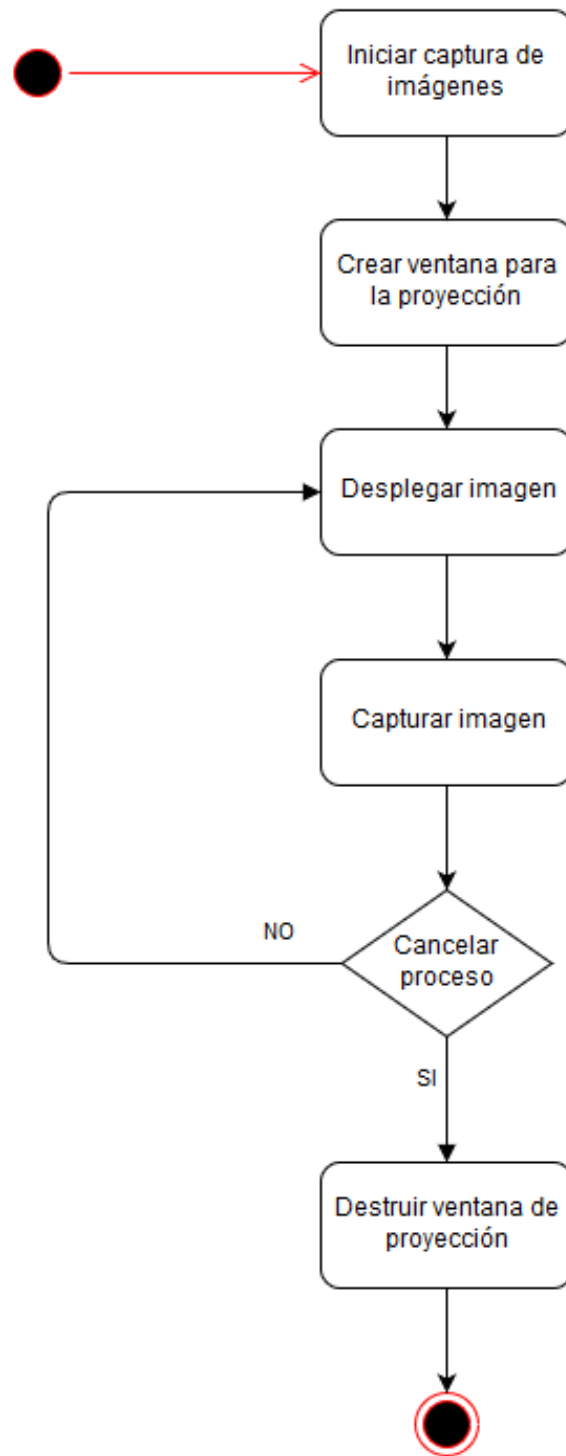 Iniciar captura de
imágenes
Crear ventana para
la proyección
Desplegar imagen
Capturar imagen
NO
Cancelar
proceso
SI
Destruir ventana de
proyección